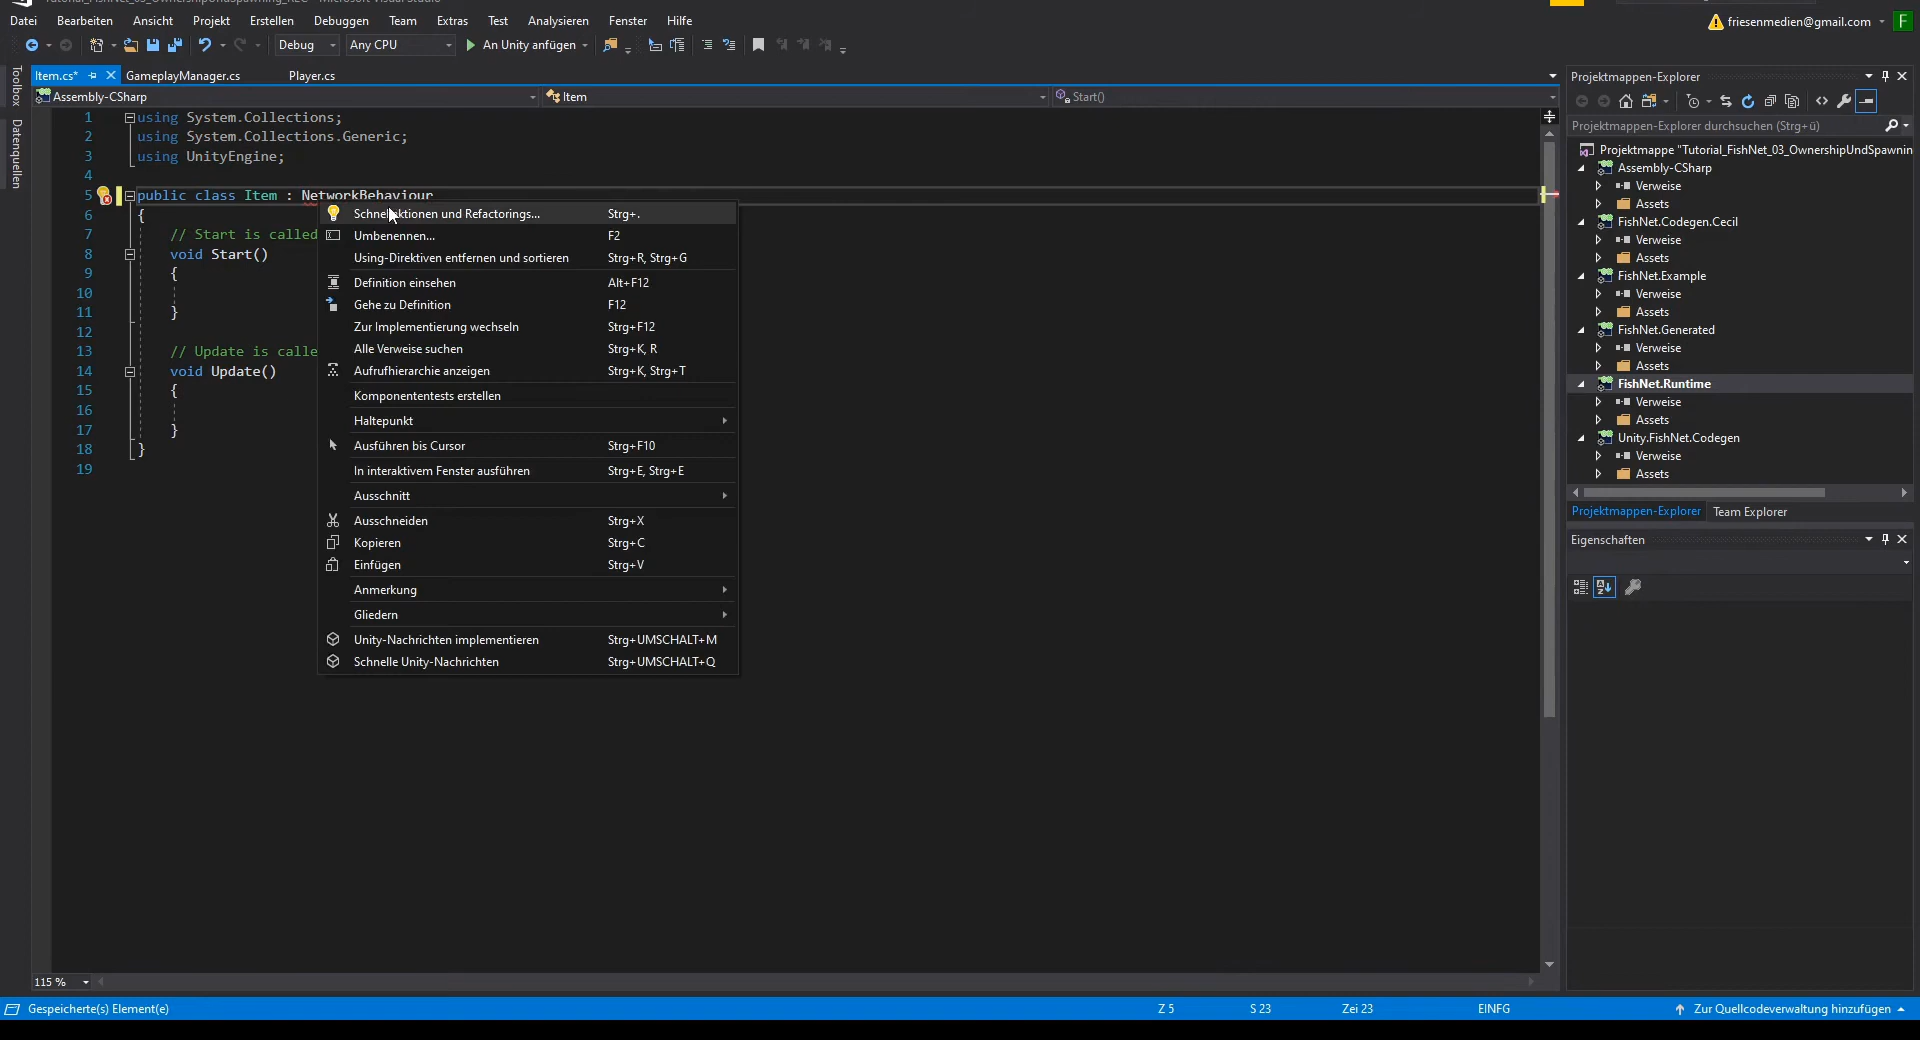 Datei Bearbeiten Ansicht Projekt Erstellen Debuggen Team Extras Test Analysieren Fenster Hilfe
friesenmedien@gmail.com F
Debug Any CPU An Unity anfügen
Item.cs* GameplayManager.cs Player.cs
Assembly-CSharp Item Start()
Toolbox
Datenquellen
1 using System.Collections;
2 using System.Collections.Generic;
3 using UnityEngine;
4
5 public class Item : NetworkBehaviour
6 {
7 // Start is called
8 void Start()
9 {
10
11 }
12
13 // Update is calle
14 void Update()
15 {
16
17 }
18 }
19
Schnellaktionen und Refactorings... Strg+.
Umbenennen... F2
Using-Direktiven entfernen und sortieren Strg+R, Strg+G
Definition einsehen Alt+F12
Gehe zu Definition F12
Zur Implementierung wechseln Strg+F12
Alle Verweise suchen Strg+K, R
Aufrufhierarchie anzeigen Strg+K, Strg+T
Komponententests erstellen
Haltepunkt
Ausführen bis Cursor Strg+F10
In interaktivem Fenster ausführen Strg+E, Strg+E
Ausschnitt
Ausschneiden Strg+X
Kopieren Strg+C
Einfügen Strg+V
Anmerkung
Gliedern
Unity-Nachrichten implementieren Strg+UMSCHALT+M
Schnelle Unity-Nachrichten Strg+UMSCHALT+Q
Projektmappen-Explorer
Projektmappen-Explorer durchsuchen (Strg+ü)
Projektmappe "Tutorial_FishNet_03_OwnershipUndSpawnin
Assembly-CSharp
Verweise
Assets
FishNet.Codegen.Cecil
Verweise
Assets
FishNet.Example
Verweise
Assets
FishNet.Generated
Verweise
Assets
FishNet.Runtime
Verweise
Assets
Unity.FishNet.Codegen
Verweise
Assets
Projektmappen-Explorer Team Explorer
Eigenschaften
115 %
Gespeicherte(s) Element(e) Z 5 S 23 Zei 23 EINFG Zur Quellcodeverwaltung hinzufügen